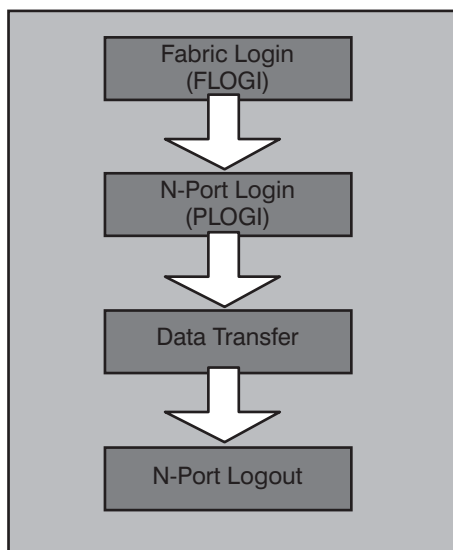 Fabric Login
(FLOGI)
N-Port Login
(PLOGI)
Data Transfer
N-Port Logout